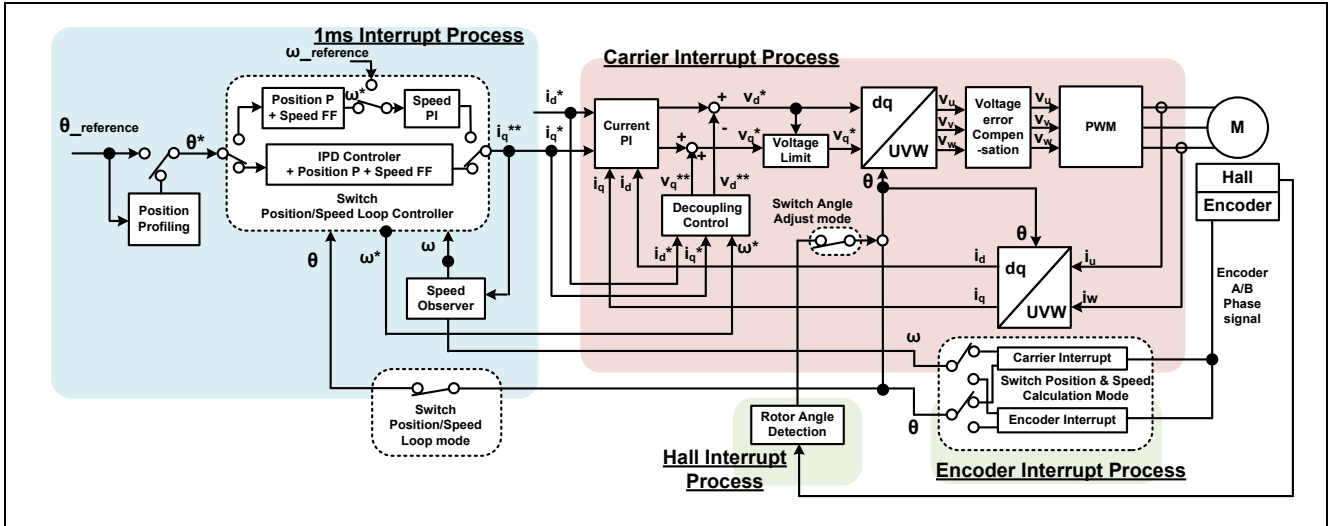 1ms Interrupt Process
ω_reference
Carrier Interrupt Process
Position P
+ Speed FF
ω*
Speed
PI
θ_reference
θ*
IPD Controler
+ Position P + Speed FF
Switch
Position/Speed Loop Controller
Position
Profiling
iq**
id*
iq*
Current
PI
iq
id
+
-
+
+
vd*
vq*
Voltage
Limit
vq*
vq**
vd**
Decoupling
Control
id*
iq*
ω*
dq
UVW
θ
vu
vv
vw
Voltage
error
Compen
-sation
vu
vv
vw
PWM
M
Hall
Encoder
Switch Angle
Adjust mode
θ
ω*
ω
Speed
Observer
θ
id
iq
dq
UVW
iu
iw
Encoder
A/B
Phase
signal
ω
Carrier Interrupt
Switch Position & Speed
Calculation Mode
Encoder Interrupt
θ
Switch
Position/Speed
Loop mode
Rotor Angle
Detection
Hall Interrupt
Process
Encoder Interrupt Process